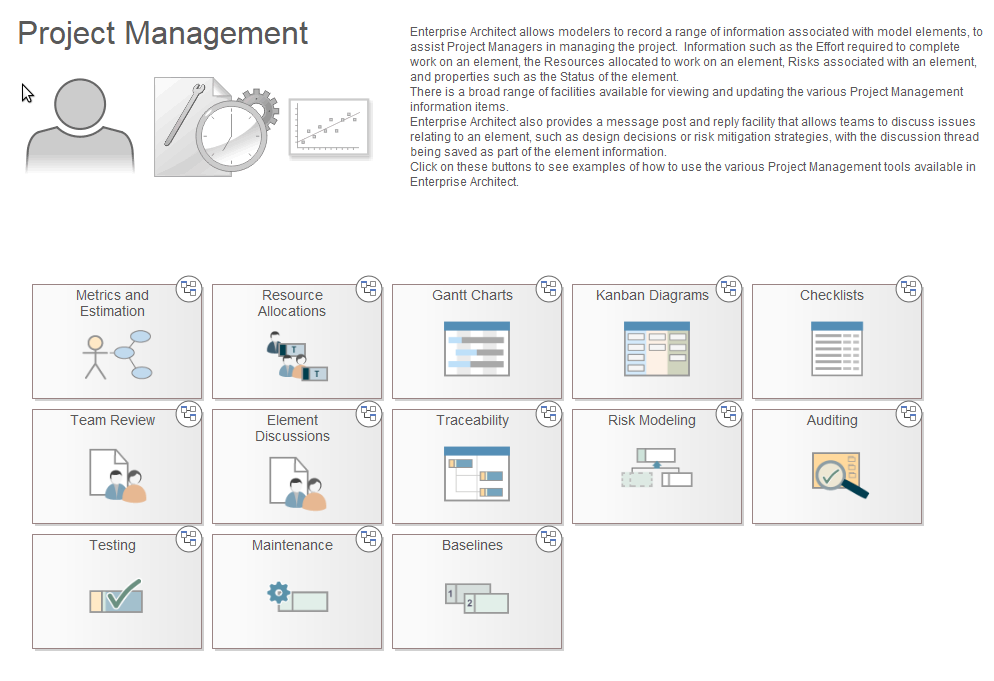 Project Management
Enterprise Architect allows modelers to record a range of information associated with model elements, to
assist Project Managers in managing the project.  Information such as the Effort required to complete
work on an element, the Resources allocated to work on an element, Risks associated with an element,
and properties such as the Status of the element.
There is a broad range of facilities available for viewing and updating the various Project Management
information items.
Enterprise Architect also provides a message post and reply facility that allows teams to discuss issues
relating to an element, such as design decisions or risk mitigation strategies, with the discussion thread
being saved as part of the element information.
Click on these buttons to see examples of how to use the various Project Management tools available in
Enterprise Architect.
Metrics and
Estimation
Resource
Allocations
T
T
Gantt Charts
Kanban Diagrams
Checklists
Team Review
Element
Discussions
Traceability
Risk Modeling
Auditing
Testing
Maintenance
Baselines
1
2